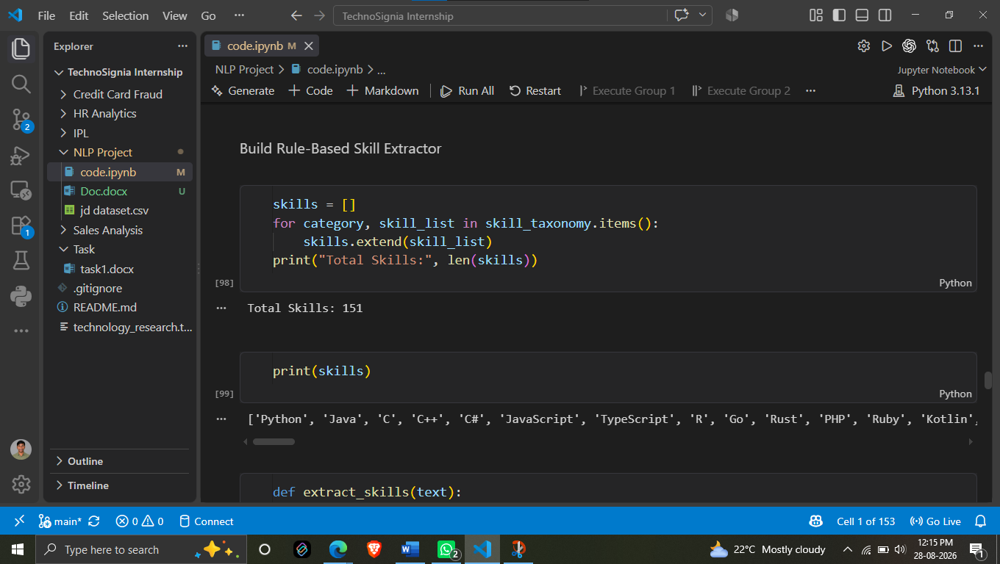 File Edit Selection View Go ···
TechnoSignia Internship
Explorer ···
TechnoSignia Internship
Credit Card Fraud
HR Analytics
IPL
NLP Project
code.ipynb M
Doc.docx U
jd dataset.csv
Sales Analysis
Task
task1.docx
.gitignore
README.md
technology_research.t...
Outline
Timeline
2
1
code.ipynb M
NLP Project > code.ipynb > ...
Jupyter Notebook
Generate + Code + Markdown Run All Restart Execute Group 1 Execute Group 2 ··· Python 3.13.1
Build Rule-Based Skill Extractor
skills = []
for category, skill_list in skill_taxonomy.items():
    skills.extend(skill_list)
print("Total Skills:", len(skills))
[98]
Python
Total Skills: 151
print(skills)
[99]
Python
['Python', 'Java', 'C', 'C++', 'C#', 'JavaScript', 'TypeScript', 'R', 'Go', 'Rust', 'PHP', 'Ruby', 'Kotlin',
def extract_skills(text):
main* 0 0 Connect
Cell 1 of 153 Go Live
Type here to search
2
22°C Mostly cloudy
12:15 PM
28-08-2026
1